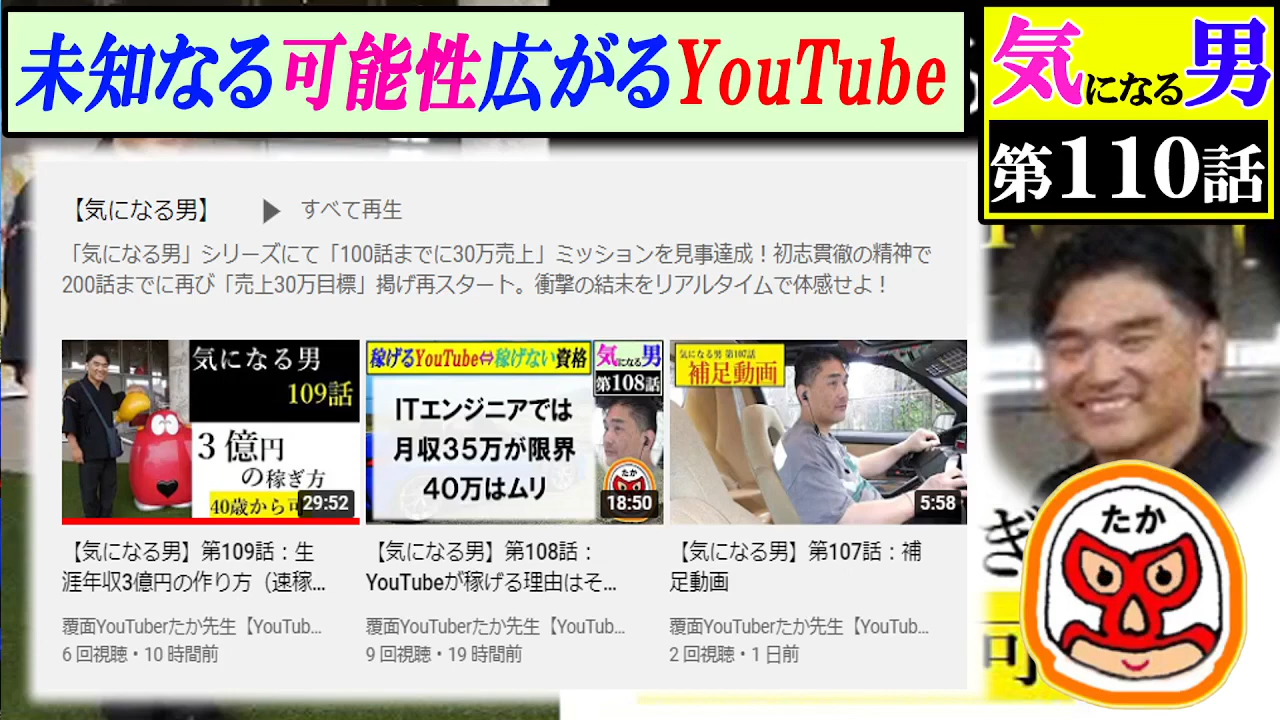 未知なる可能性広がるYouTube
気になる男
第110話
【気になる男】 ▶ すべて再生
「気になる男」シリーズにて「100話までに30万売上」ミッションを見事達成！初志貫徹の精神で
200話までに再び「売上30万目標」掲げ再スタート。衝撃の結末をリアルタイムで体感せよ！
気になる男
109話
3億円
の稼ぎ方
40歳から可
29:52
稼げるYouTube⇔稼げない資格
気になる男
第108話
ITエンジニアでは
月収35万が限界
40万はムリ
たか
18:50
気になる男 第107話
補足動画
5:58
【気になる男】第109話：生
涯年収3億円の作り方（速稼...
覆面YouTuberたか先生【YouTub...
6 回視聴・10 時間前
【気になる男】第108話：
YouTubeが稼げる理由はそ...
覆面YouTuberたか先生【YouTub...
9 回視聴・19 時間前
【気になる男】第107話：補
足動画
覆面YouTuberたか先生【YouTub...
2 回視聴・1 日前
ぎ
可
たか